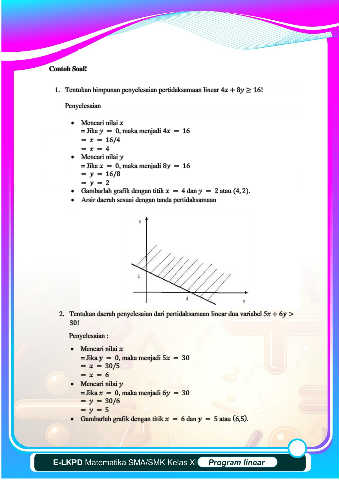 Contoh Soal!
1. Tentukan himpunan penyelesaian pertidaksamaan linear 4x + 8y ≥ 16!
Penyelesaian
• Mencari nilai x
= Jika y = 0, maka menjadi 4x = 16
= x = 16/4
= x = 4
• Mencari nilai y
= Jika x = 0, maka menjadi 8y = 16
= y = 16/8
= y = 2
• Gambarlah grafik dengan titik x = 4 dan y = 2 atau (4, 2).
• Arsir daerah sesuai dengan tanda pertidaksamaan
4
2. Tentukan daerah penyelesaian dari pertidaksamaan linear dua variabel 5x + 6y >
30!
Penyelesaian :
• Mencari nilai x
= Jika y = 0, maka menjadi 5x = 30
= x = 30/5
= x = 6
• Mencari nilai y
= Jika x = 0, maka menjadi 6y = 30
= y = 30/6
= y = 5
• Gambarlah grafik dengan titik x = 6 dan y = 5 atau (6,5).
E-LKPD Matematika SMA/SMK Kelas X Program linear